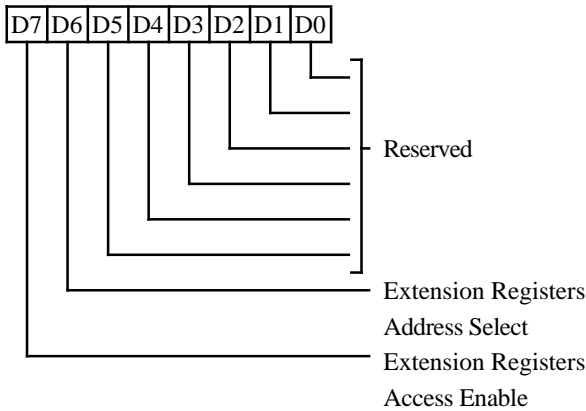 D7 D6 D5 D4 D3 D2 D1 D0
Reserved
Extension Registers
Address Select
Extension Registers
Access Enable